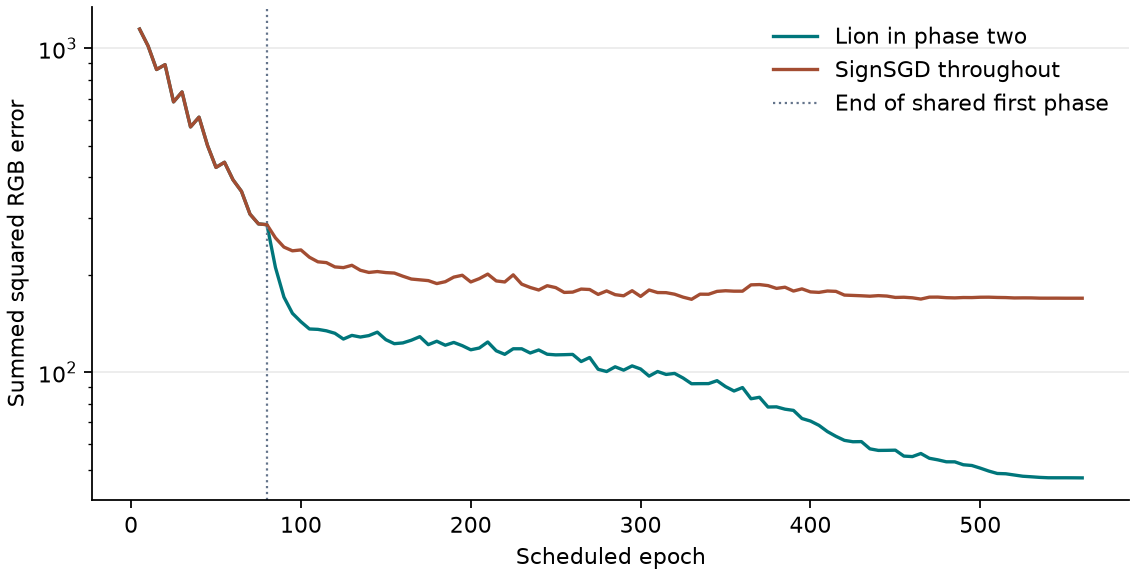 Lion in phase two
SignSGD throughout
End of shared first phase
Summed squared RGB error
10³
10²
0 100 200 300 400 500
Scheduled epoch